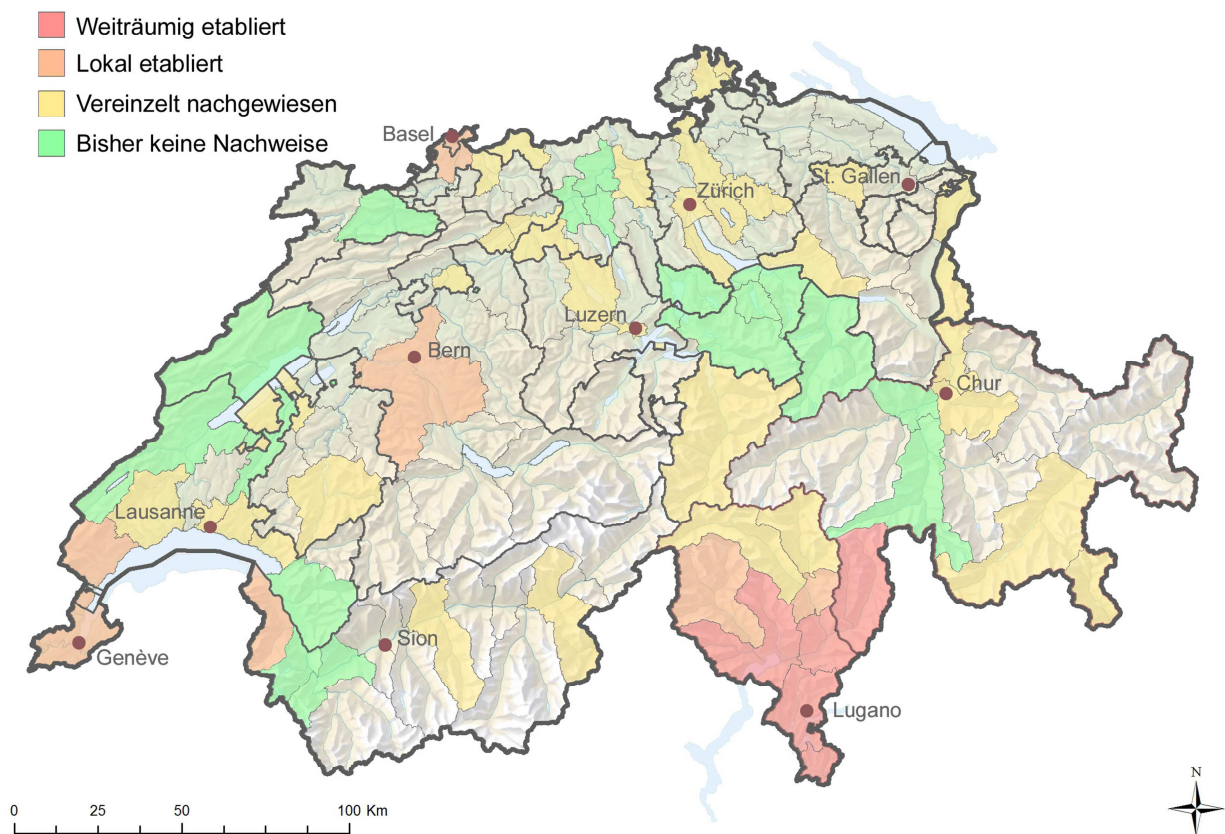 Weiträumig etabliert
Lokal etabliert
Vereinzelt nachgewiesen
Bisher keine Nachweise
Basel
Zürich
St. Gallen
Luzern
Bern
Chur
Lausanne
Sion
Genève
Lugano
0 25 50 100 Km
N